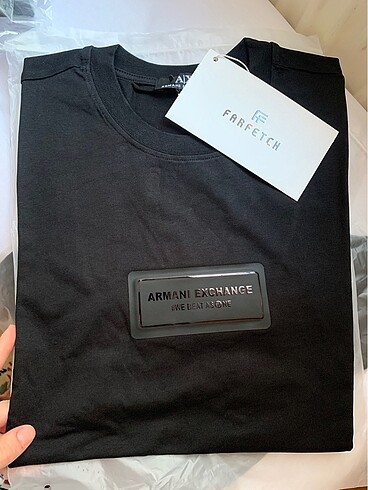 A|X
FARFETCH
ARMANI EXCHANGE
#WE BEAT AS ONE